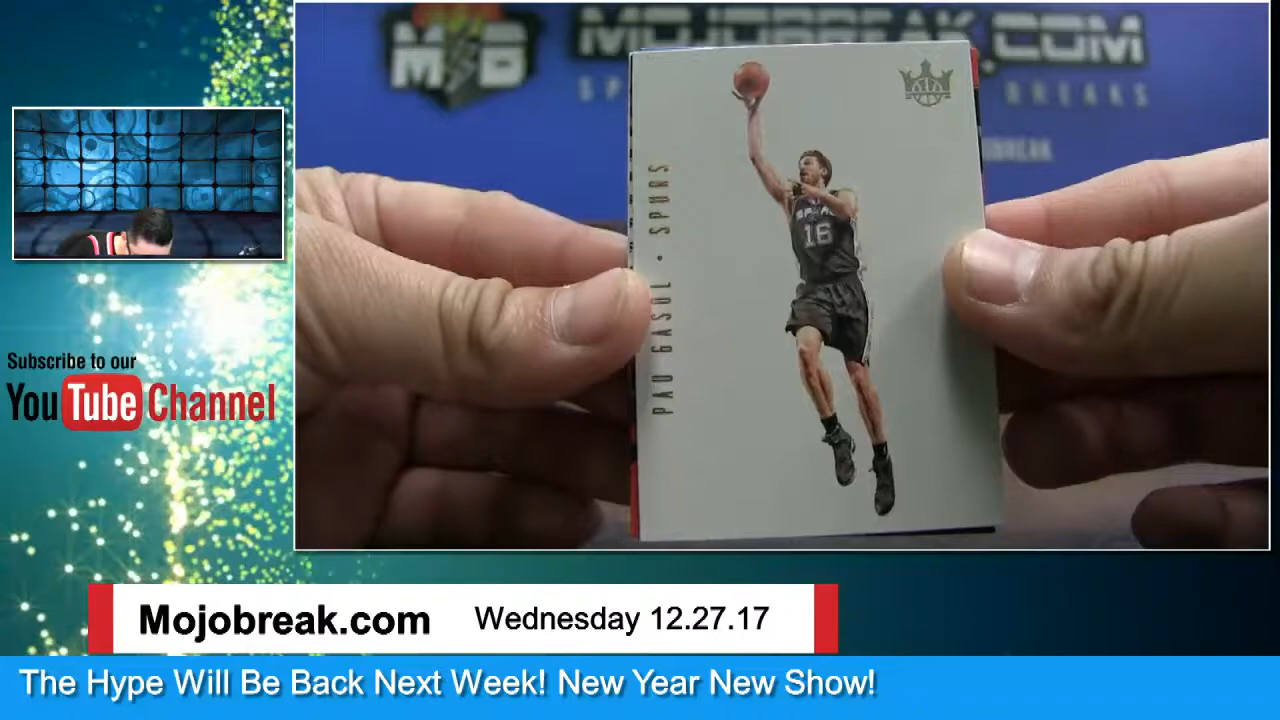 MOJOBREAK.COM
M B
BREAKS
PAU GASOL • SPURS
SPURS
16
Subscribe to our
YouTube Channel
Mojobreak.com
Wednesday 12.27.17
The Hype Will Be Back Next Week! New Year New Show!